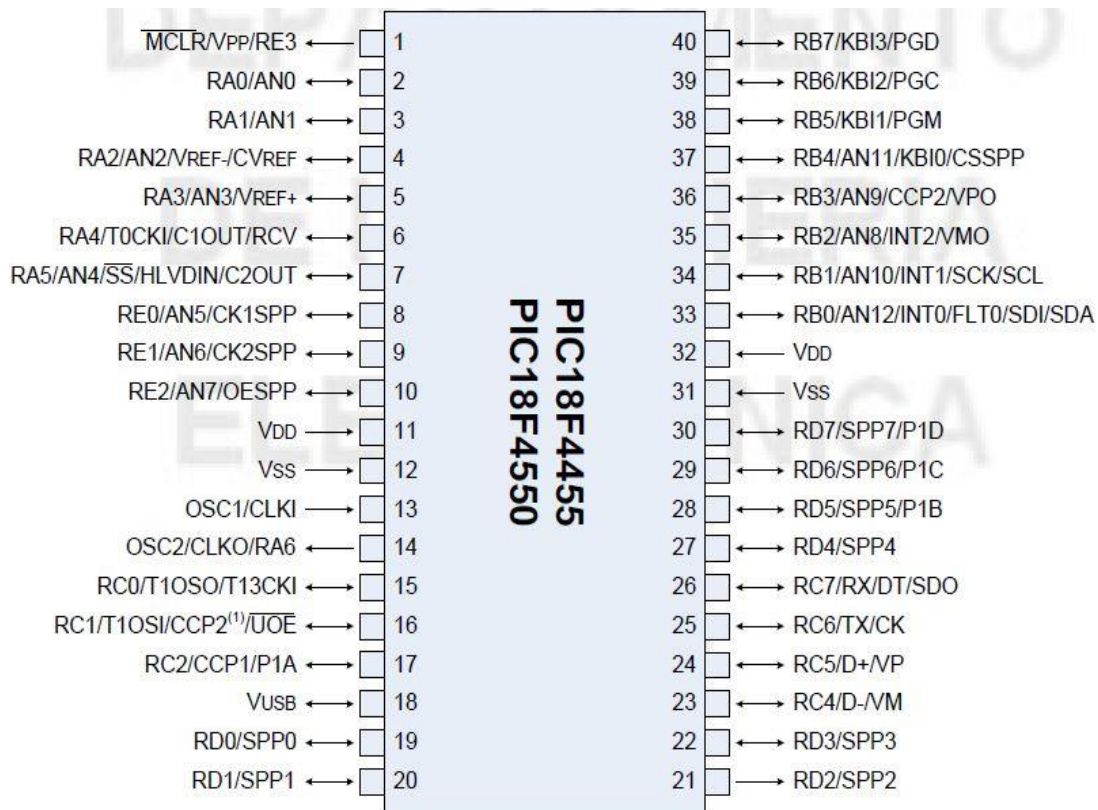 DEPARTAMENTO
DE INGENIERIA
ELECTRONICA
MCLR/VPP/RE3 1
RA0/AN0 2
RA1/AN1 3
RA2/AN2/VREF-/CVREF 4
RA3/AN3/VREF+ 5
RA4/T0CKI/C1OUT/RCV 6
RA5/AN4/SS/HLVDIN/C2OUT 7
RE0/AN5/CK1SPP 8
RE1/AN6/CK2SPP 9
RE2/AN7/OESPP 10
VDD 11
VSS 12
OSC1/CLKI 13
OSC2/CLKO/RA6 14
RC0/T1OSO/T13CKI 15
RC1/T1OSI/CCP2(1)/UOE 16
RC2/CCP1/P1A 17
VUSB 18
RD0/SPP0 19
RD1/SPP1 20
PIC18F4455
PIC18F4550
40 RB7/KBI3/PGD
39 RB6/KBI2/PGC
38 RB5/KBI1/PGM
37 RB4/AN11/KBI0/CSSPP
36 RB3/AN9/CCP2/VPO
35 RB2/AN8/INT2/VMO
34 RB1/AN10/INT1/SCK/SCL
33 RB0/AN12/INT0/FLT0/SDI/SDA
32 VDD
31 VSS
30 RD7/SPP7/P1D
29 RD6/SPP6/P1C
28 RD5/SPP5/P1B
27 RD4/SPP4
26 RC7/RX/DT/SDO
25 RC6/TX/CK
24 RC5/D+/VP
23 RC4/D-/VM
22 RD3/SPP3
21 RD2/SPP2